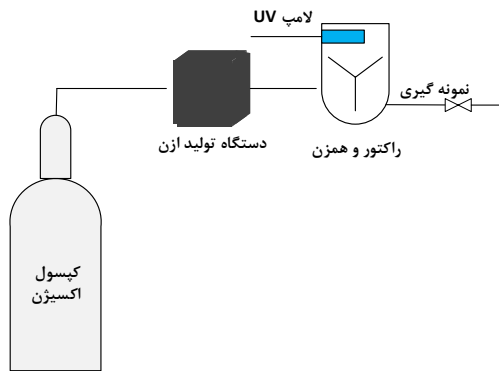 لامپ UV
نمونه گیری
راکتور و همزن
دستگاه تولید ازن
کپسول
اکسیژن